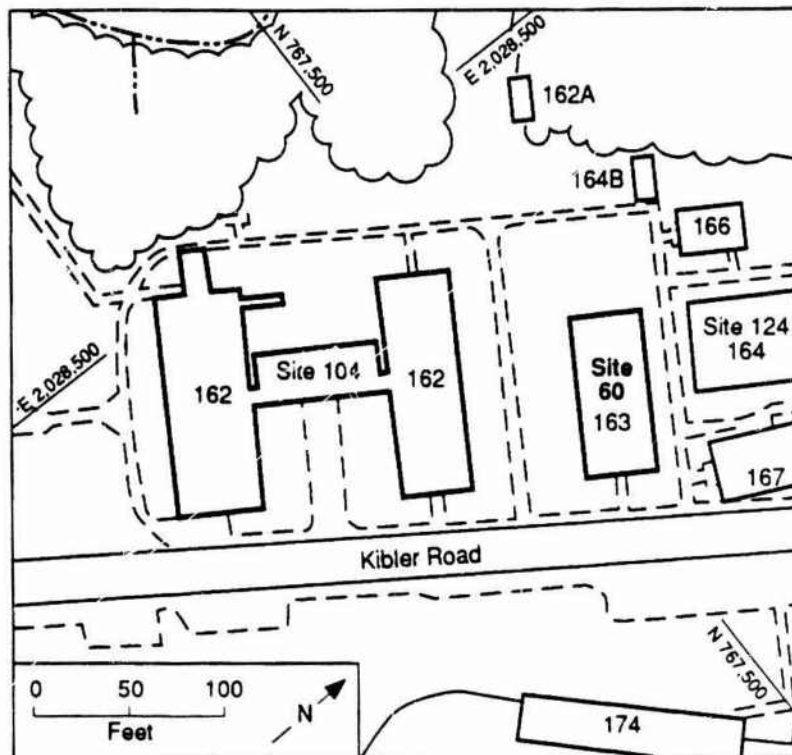 N 767,500
E 2,028,500
162A
164B
166
Site 124
164
E 2,028,500
162
Site 104
162
Site
60
163
167
Kibler Road
N 767,500
0 50 100
Feet
N
174